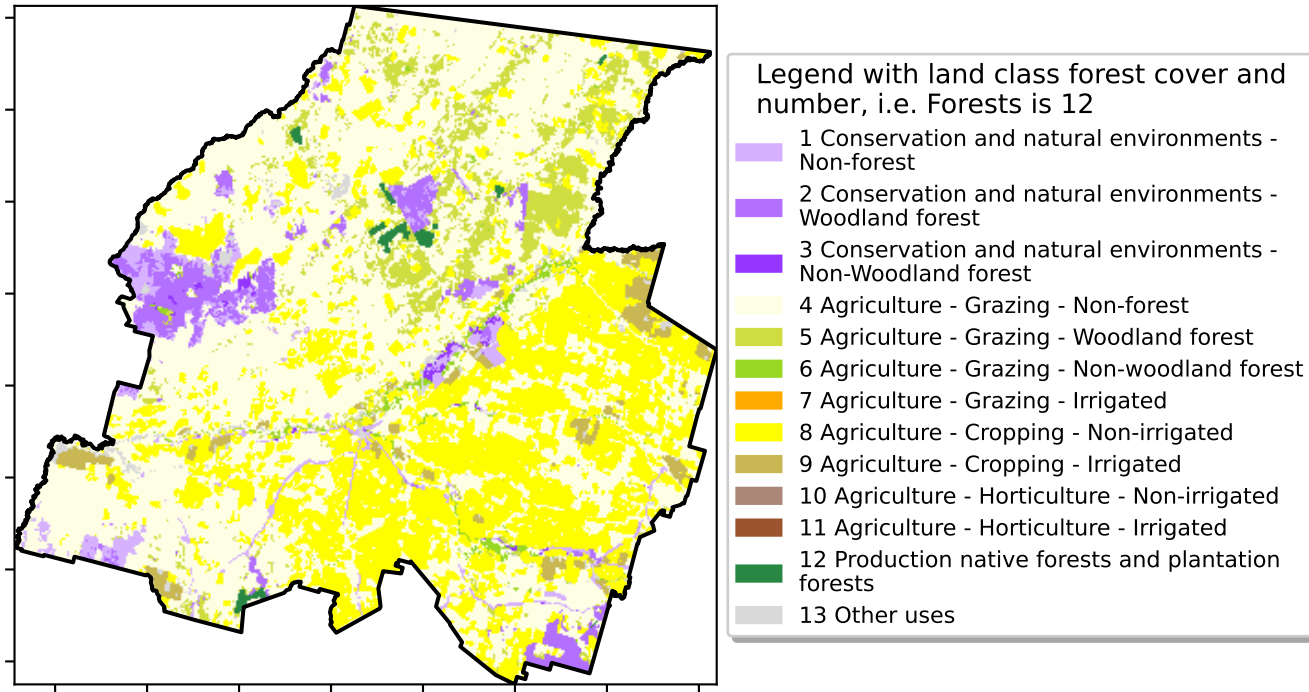 Legend with land class forest cover and
number, i.e. Forests is 12
1 Conservation and natural environments -
Non-forest
2 Conservation and natural environments -
Woodland forest
3 Conservation and natural environments -
Non-Woodland forest
4 Agriculture - Grazing - Non-forest
5 Agriculture - Grazing - Woodland forest
6 Agriculture - Grazing - Non-woodland forest
7 Agriculture - Grazing - Irrigated
8 Agriculture - Cropping - Non-irrigated
9 Agriculture - Cropping - Irrigated
10 Agriculture - Horticulture - Non-irrigated
11 Agriculture - Horticulture - Irrigated
12 Production native forests and plantation
forests
13 Other uses